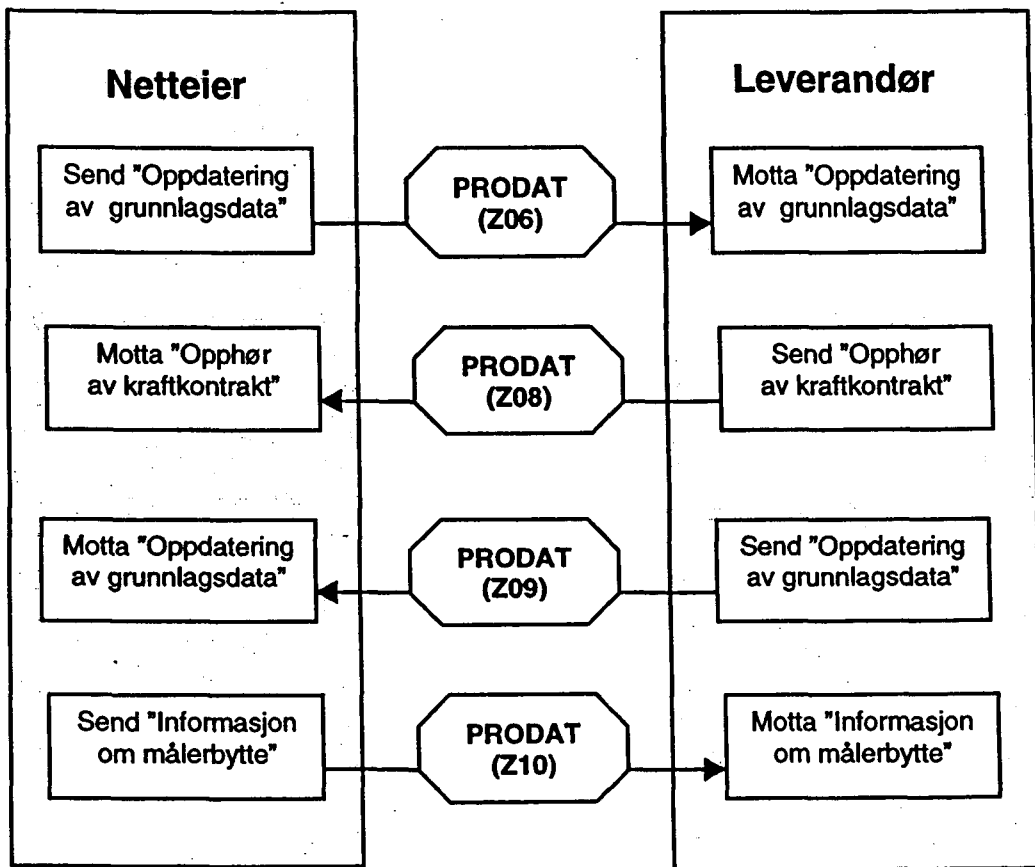 Netteier
Leverandør
Send "Oppdatering
av grunnlagsdata"
PRODAT
(Z06)
Motta "Oppdatering
av grunnlagsdata"
Motta "Opphør
av kraftkontrakt"
PRODAT
(Z08)
Send "Opphør
av kraftkontrakt"
Motta "Oppdatering
av grunnlagsdata"
PRODAT
(Z09)
Send "Oppdatering
av grunnlagsdata"
Send "Informasjon
om målerbytte"
PRODAT
(Z10)
Motta "Informasjon
om målerbytte"